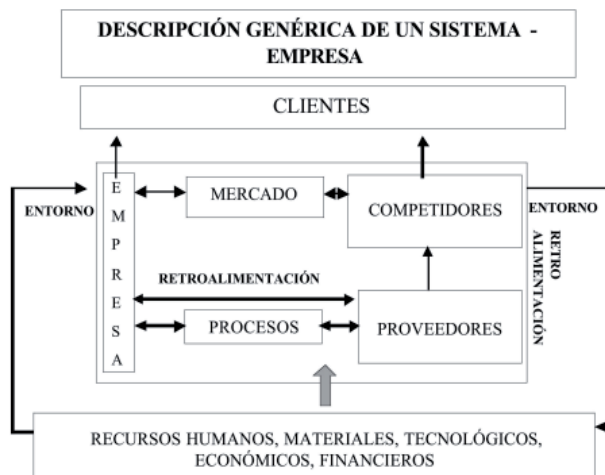 DESCRIPCIÓN GENÉRICA DE UN SISTEMA -
EMPRESA
CLIENTES
EMPRESA
MERCADO
COMPETIDORES
ENTORNO
ENTORNO
RETROALIMENTACIÓN
RETRO
ALIMENTACIÓN
PROCESOS
PROVEEDORES
RECURSOS HUMANOS, MATERIALES, TECNOLÓGICOS,
ECONÓMICOS, FINANCIEROS